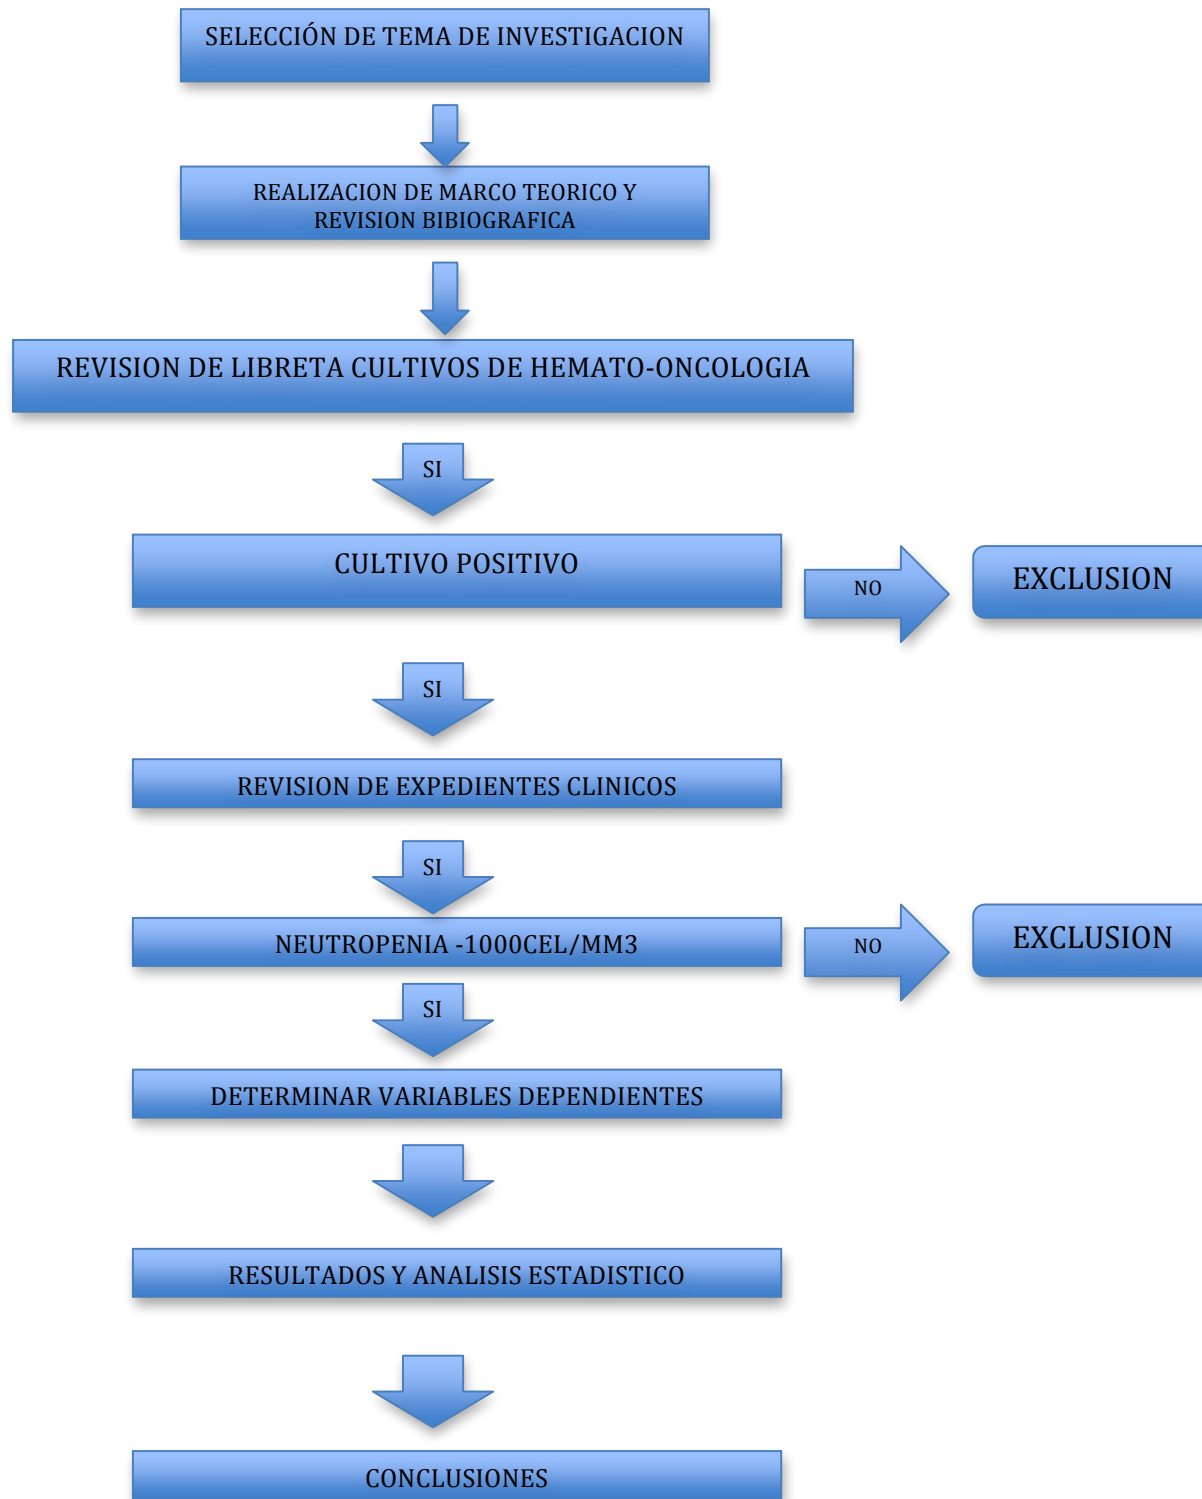 SELECCIÓN DE TEMA DE INVESTIGACION
REALIZACION DE MARCO TEORICO Y
REVISION BIBIOGRAFICA
REVISION DE LIBRETA CULTIVOS DE HEMATO-ONCOLOGIA
SI
CULTIVO POSITIVO
NO
EXCLUSION
SI
REVISION DE EXPEDIENTES CLINICOS
SI
NEUTROPENIA -1000CEL/MM3
NO
EXCLUSION
SI
DETERMINAR VARIABLES DEPENDIENTES
RESULTADOS Y ANALISIS ESTADISTICO
CONCLUSIONES